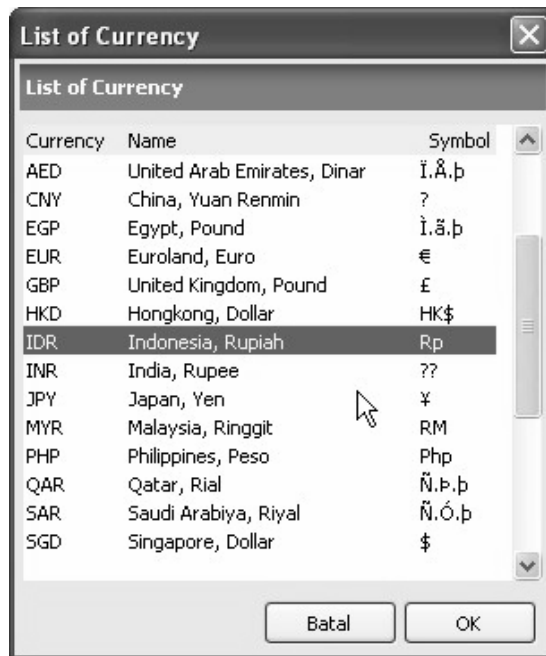 List of Currency
List of Currency
Currency Name Symbol
AED United Arab Emirates, Dinar Ï.Å.þ
CNY China, Yuan Renmin ?
EGP Egypt, Pound Ì.ã.þ
EUR Euroland, Euro €
GBP United Kingdom, Pound £
HKD Hongkong, Dollar HK$
IDR Indonesia, Rupiah Rp
INR India, Rupee ??
JPY Japan, Yen ¥
MYR Malaysia, Ringgit RM
PHP Philippines, Peso Php
QAR Qatar, Rial Ñ.Þ.þ
SAR Saudi Arabiya, Riyal Ñ.Ó.þ
SGD Singapore, Dollar $
Batal OK